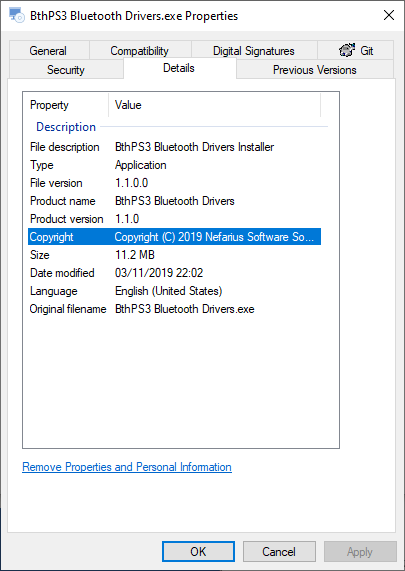 BthPS3 Bluetooth Drivers.exe Properties
General Compatibility Digital Signatures Git
Security Details Previous Versions
Property Value
Description
File description BthPS3 Bluetooth Drivers Installer
Type Application
File version 1.1.0.0
Product name BthPS3 Bluetooth Drivers
Product version 1.1.0
Copyright Copyright (C) 2019 Nefarius Software So...
Size 11.2 MB
Date modified 03/11/2019 22:02
Language English (United States)
Original filename BthPS3 Bluetooth Drivers.exe
Remove Properties and Personal Information
OK Cancel Apply